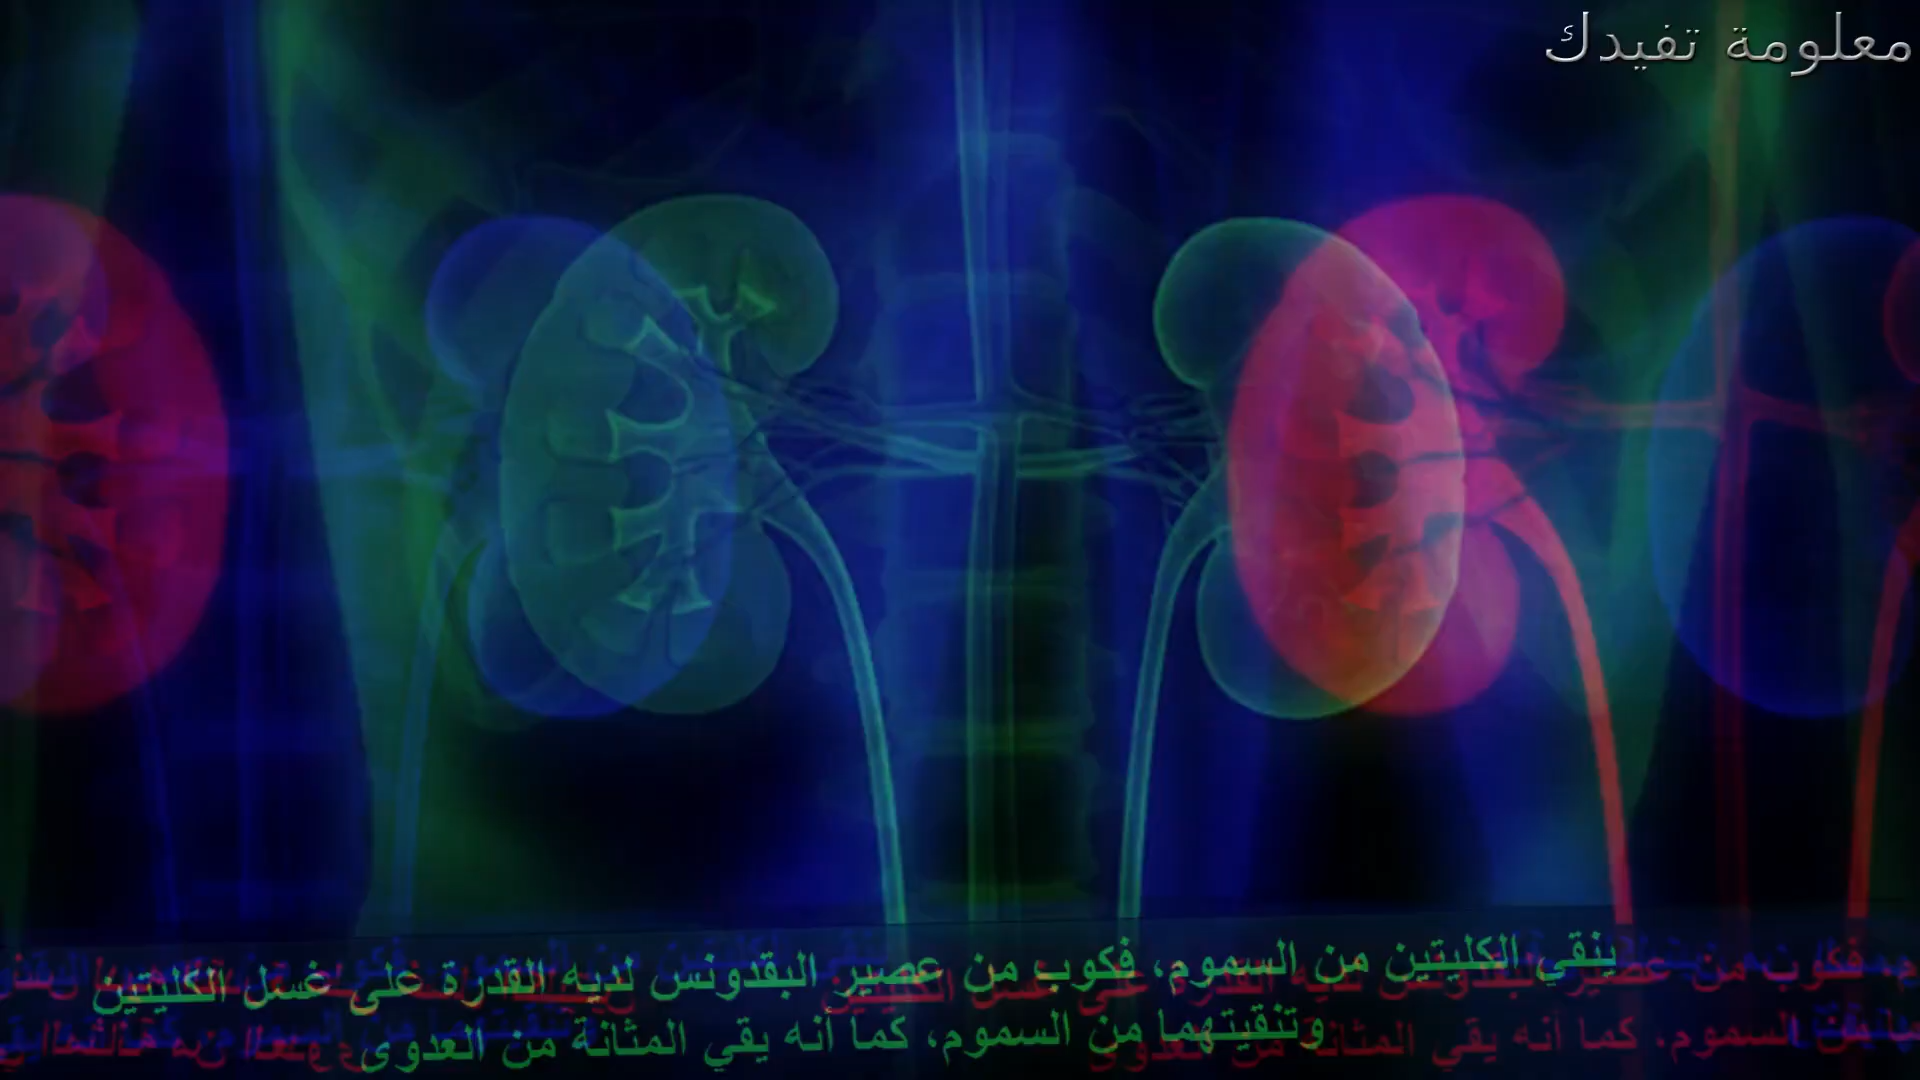 معلومة تفيدك
ينقي الكليتين من السموم، فكوب من عصير البقدونس لديه القدرة على غسل الكليتين
وتنقيتهما من السموم، كما أنه يقي المثانة من العدوى